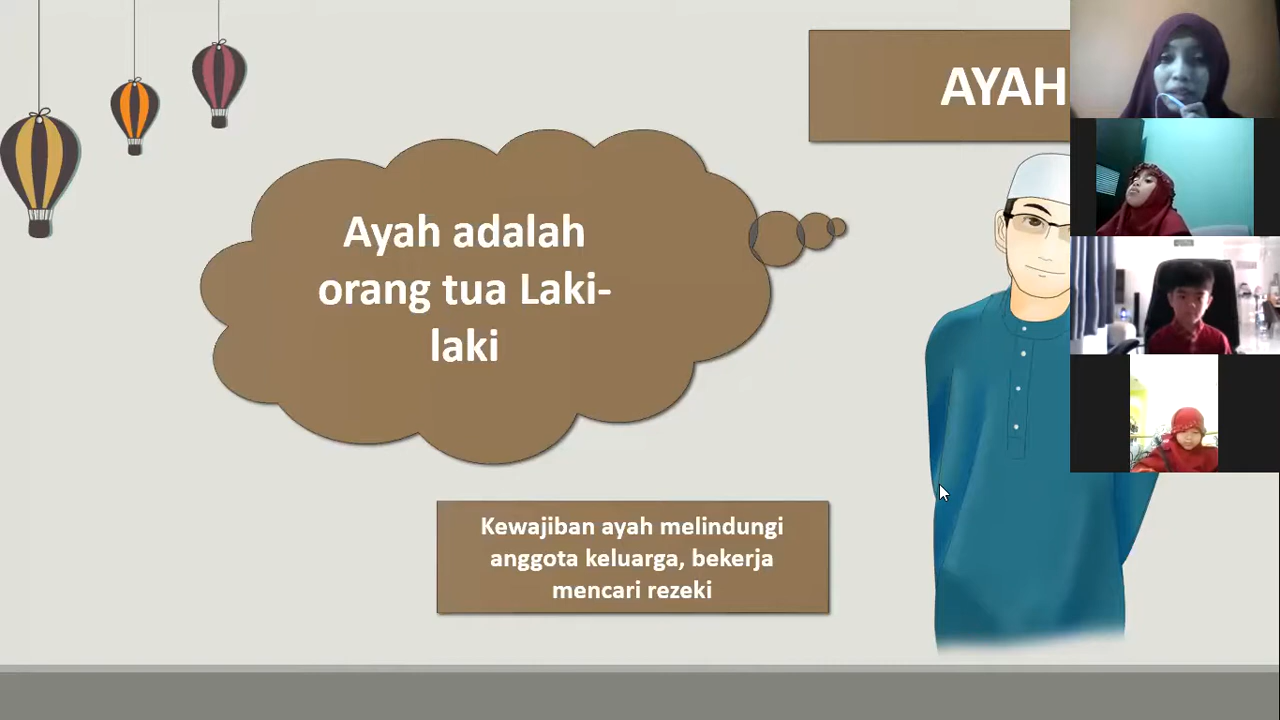 AYAH
Ayah adalah
orang tua Laki-
laki
Kewajiban ayah melindungi
anggota keluarga, bekerja
mencari rezeki